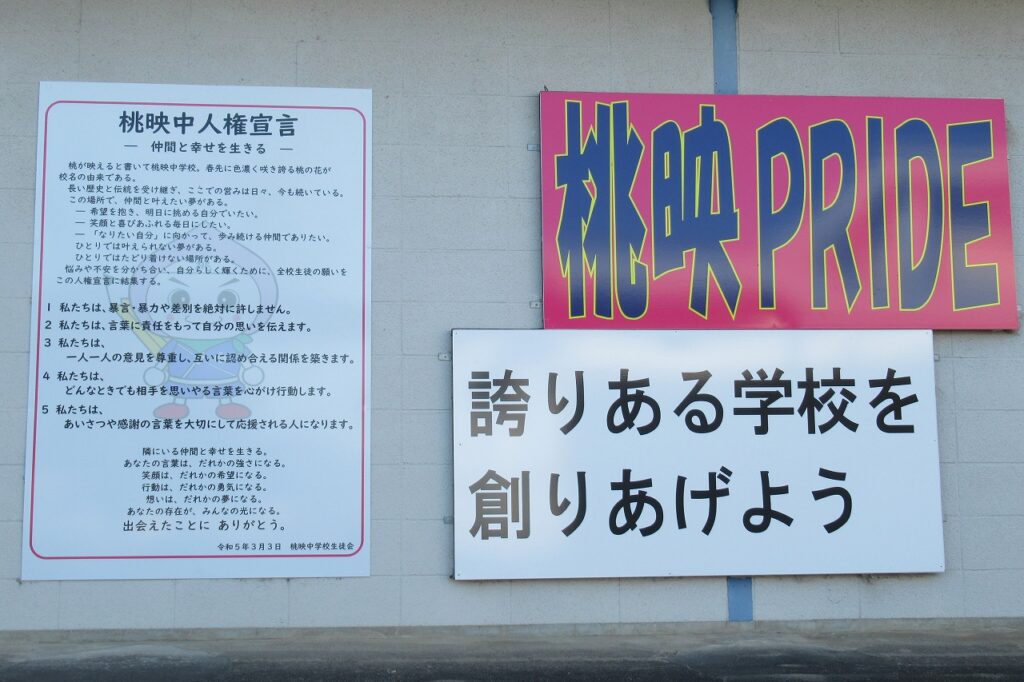 桃映中人権宣言
― 仲間と幸せを生きる ―
桃が映えると書いて桃映中学校。春先に色濃く咲き誇る桃の花が
校名の由来である。
長い歴史と伝統を受け継ぎ、ここでの営みは日々、今も続いている。
この場所で、仲間と叶えたい夢がある。
― 希望を抱き、明日に挑める自分でいたい。
― 笑顔と喜びあふれる毎日にしたい。
― 「なりたい自分」に向かって、歩み続ける仲間でありたい。
ひとりでは叶えられない夢がある。
ひとりではたどり着けない場所がある。
悩みや不安を分かち合い、自分らしく輝くために、全校生徒の願いを
この人権宣言に結集する。
1 私たちは、暴言・暴力や差別を絶対に許しません。
2 私たちは、言葉に責任をもって自分の思いを伝えます。
3 私たちは、
一人一人の意見を尊重し、互いに認め合える関係を築きます。
4 私たちは、
どんなときでも相手を思いやる言葉を心がけ行動します。
5 私たちは、
あいさつや感謝の言葉を大切にして応援される人になります。
隣にいる仲間と幸せを生きる。
あなたの言葉は、だれかの強さになる。
笑顔は、だれかの希望になる。
行動は、だれかの勇気になる。
想いは、だれかの夢になる。
あなたの存在が、みんなの光になる。
出会えたことに ありがとう。
令和5年3月3日 桃映中学校生徒会
桃映PRIDE
誇りある学校を
創りあげよう